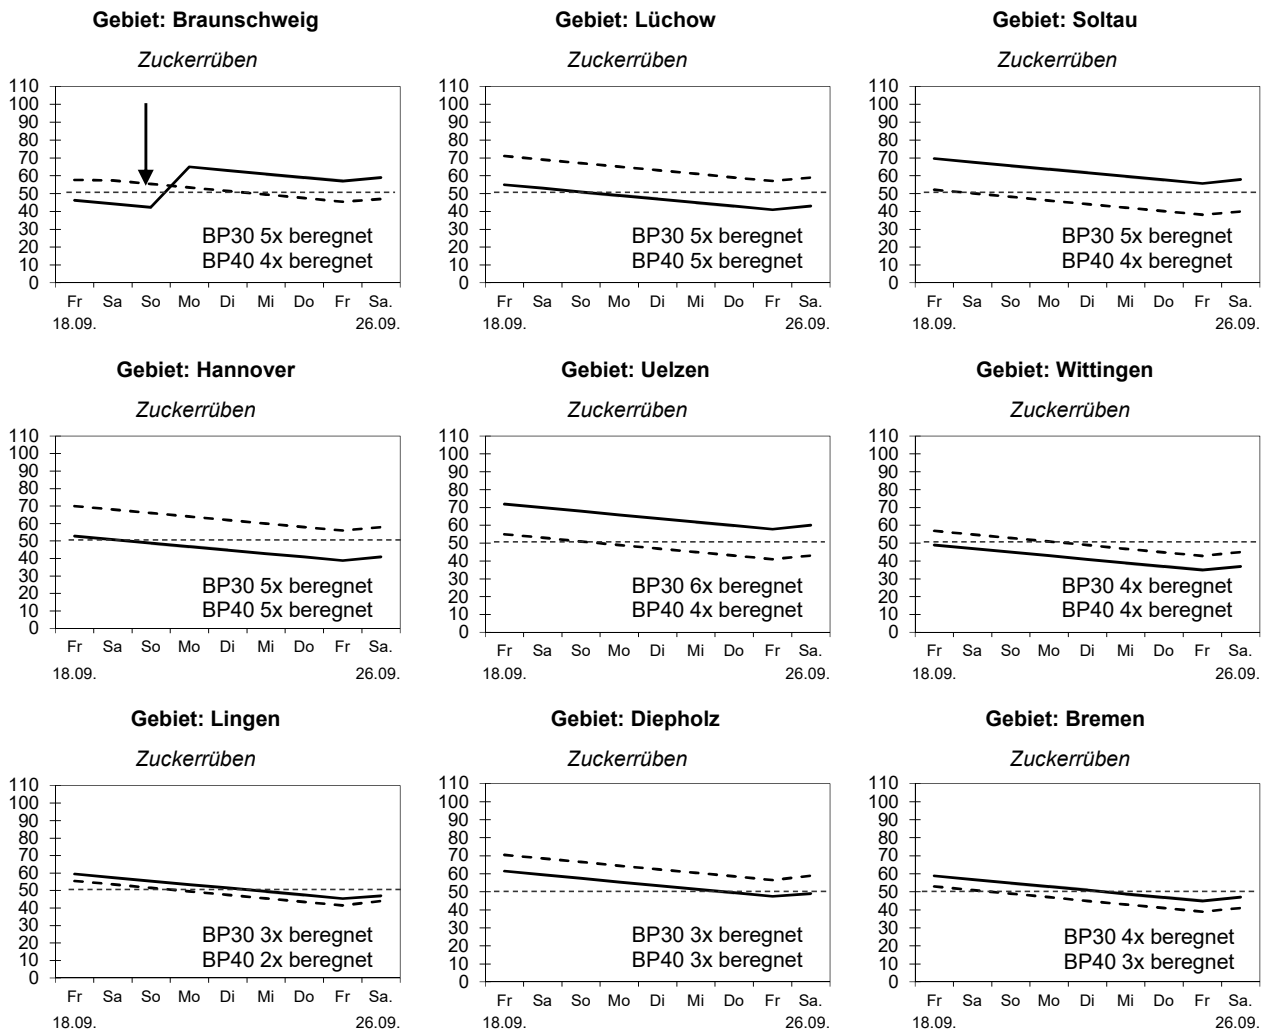 Gebiet: Braunschweig
Zuckerrüben
110
100
90
80
70
60
50
40
30
20
10
0
BP30 5x beregnet
BP40 4x beregnet
Fr Sa So Mo Di Mi Do Fr Sa.
18.09. 26.09.
Gebiet: Lüchow
Zuckerrüben
110
100
90
80
70
60
50
40
30
20
10
0
BP30 5x beregnet
BP40 5x beregnet
Fr Sa So Mo Di Mi Do Fr Sa.
18.09. 26.09.
Gebiet: Soltau
Zuckerrüben
110
100
90
80
70
60
50
40
30
20
10
0
BP30 5x beregnet
BP40 4x beregnet
Fr Sa So Mo Di Mi Do Fr Sa.
18.09. 26.09.
Gebiet: Hannover
Zuckerrüben
110
100
90
80
70
60
50
40
30
20
10
0
BP30 5x beregnet
BP40 5x beregnet
Fr Sa So Mo Di Mi Do Fr Sa.
18.09. 26.09.
Gebiet: Uelzen
Zuckerrüben
110
100
90
80
70
60
50
40
30
20
10
0
BP30 6x beregnet
BP40 4x beregnet
Fr Sa So Mo Di Mi Do Fr Sa.
18.09. 26.09.
Gebiet: Wittingen
Zuckerrüben
110
100
90
80
70
60
50
40
30
20
10
0
BP30 4x beregnet
BP40 4x beregnet
Fr Sa So Mo Di Mi Do Fr Sa.
18.09. 26.09.
Gebiet: Lingen
Zuckerrüben
110
100
90
80
70
60
50
40
30
20
10
0
BP30 3x beregnet
BP40 2x beregnet
Fr Sa So Mo Di Mi Do Fr Sa.
18.09. 26.09.
Gebiet: Diepholz
Zuckerrüben
110
100
90
80
70
60
50
40
30
20
10
0
BP30 3x beregnet
BP40 3x beregnet
Fr Sa So Mo Di Mi Do Fr Sa.
18.09. 26.09.
Gebiet: Bremen
Zuckerrüben
110
100
90
80
70
60
50
40
30
20
10
0
BP30 4x beregnet
BP40 3x beregnet
Fr Sa So Mo Di Mi Do Fr Sa.
18.09. 26.09.